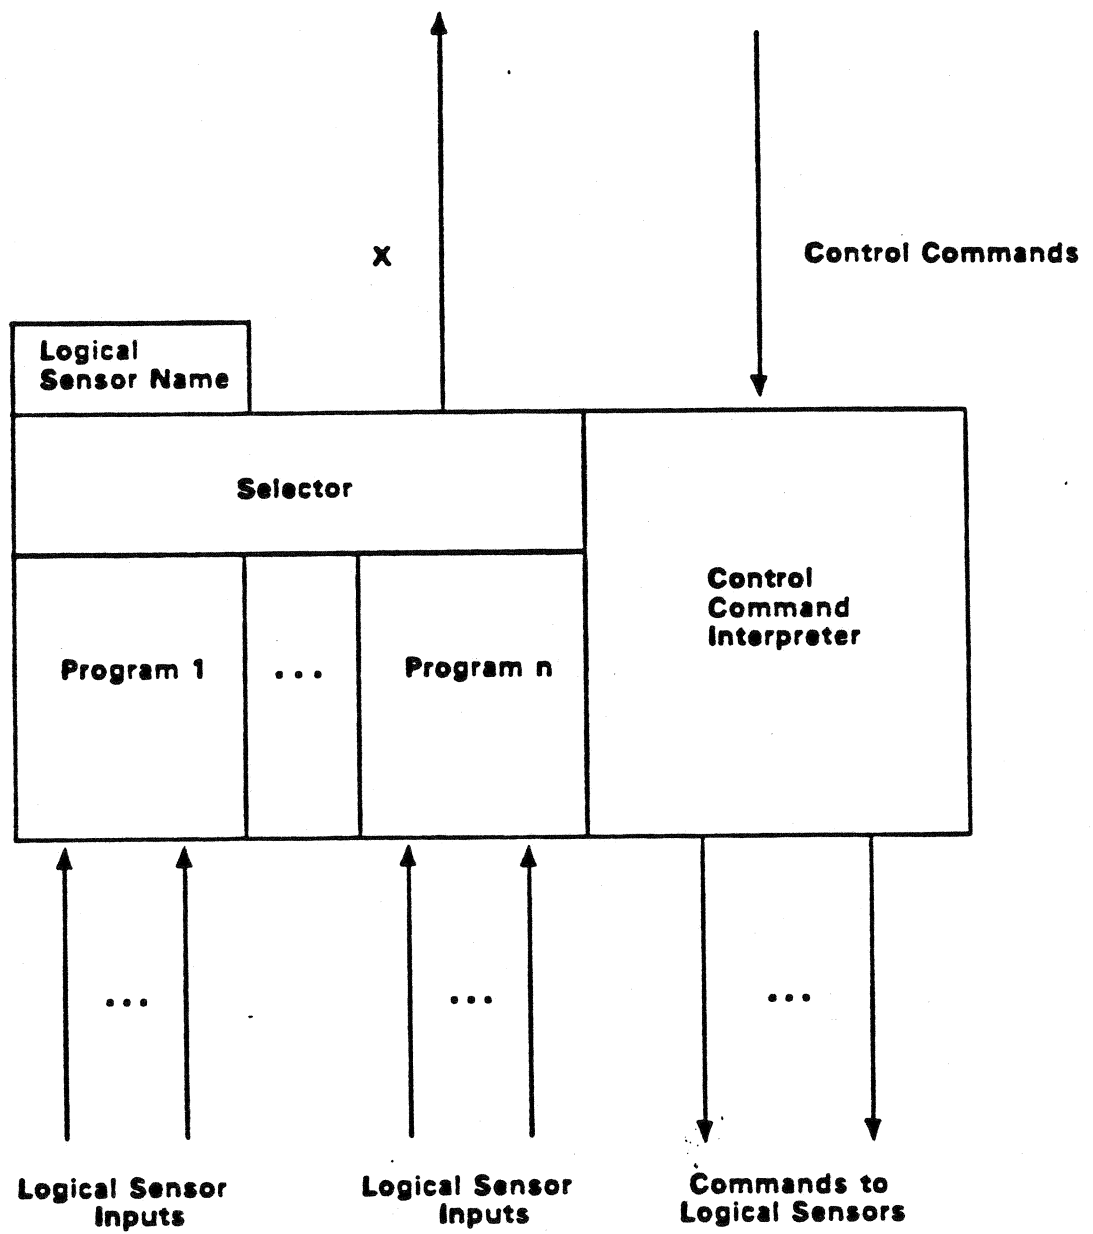 X
Control Commands
Logical
Sensor Name
Selector
Control
Command
Interpreter
Program 1
...
Program n
...
...
...
Logical Sensor
Inputs
Logical Sensor
Inputs
Commands to
Logical Sensors